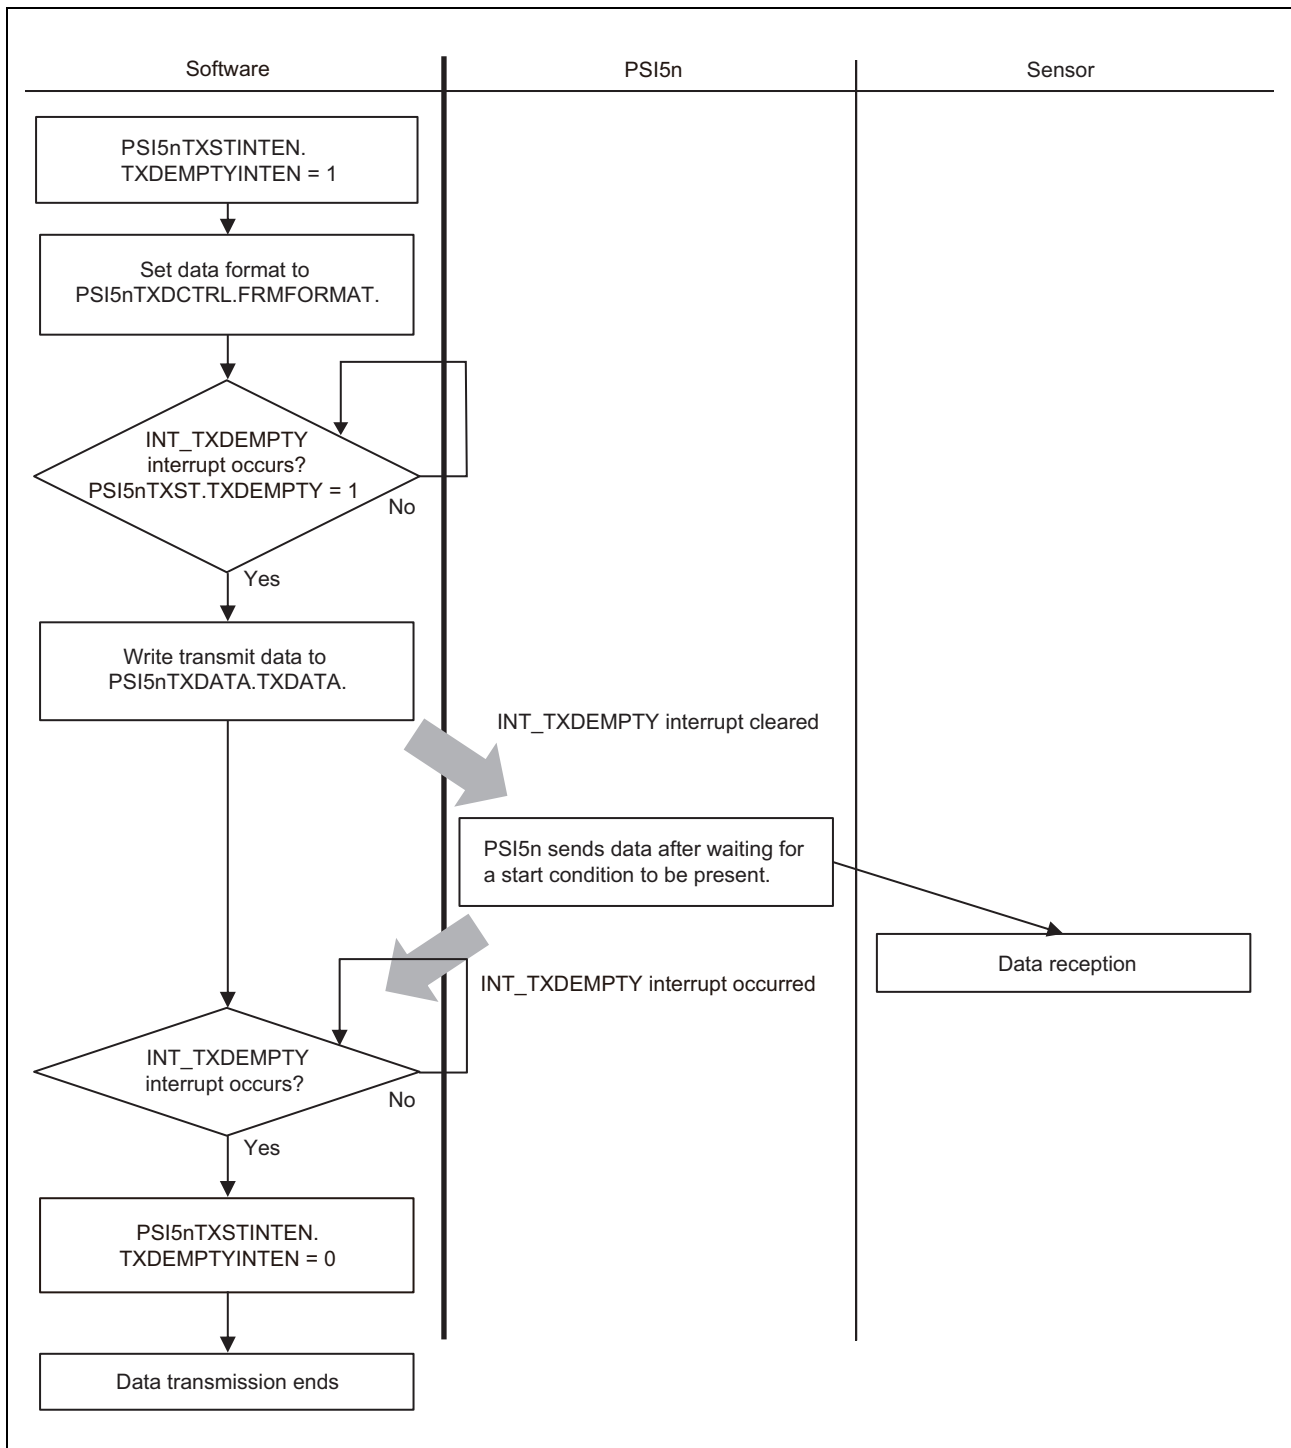 Software
PSI5n
Sensor
PSI5nTXSTINTEN.
TXDEMPTYINTEN = 1
Set data format to
PSI5nTXDCTRL.FRMFORMAT.
INT_TXDEMPTY
interrupt occurs?
PSI5nTXST.TXDEMPTY = 1
No
Yes
Write transmit data to
PSI5nTXDATA.TXDATA.
INT_TXDEMPTY interrupt cleared
PSI5n sends data after waiting for
a start condition to be present.
Data reception
INT_TXDEMPTY interrupt occurred
INT_TXDEMPTY
interrupt occurs?
No
Yes
PSI5nTXSTINTEN.
TXDEMPTYINTEN = 0
Data transmission ends